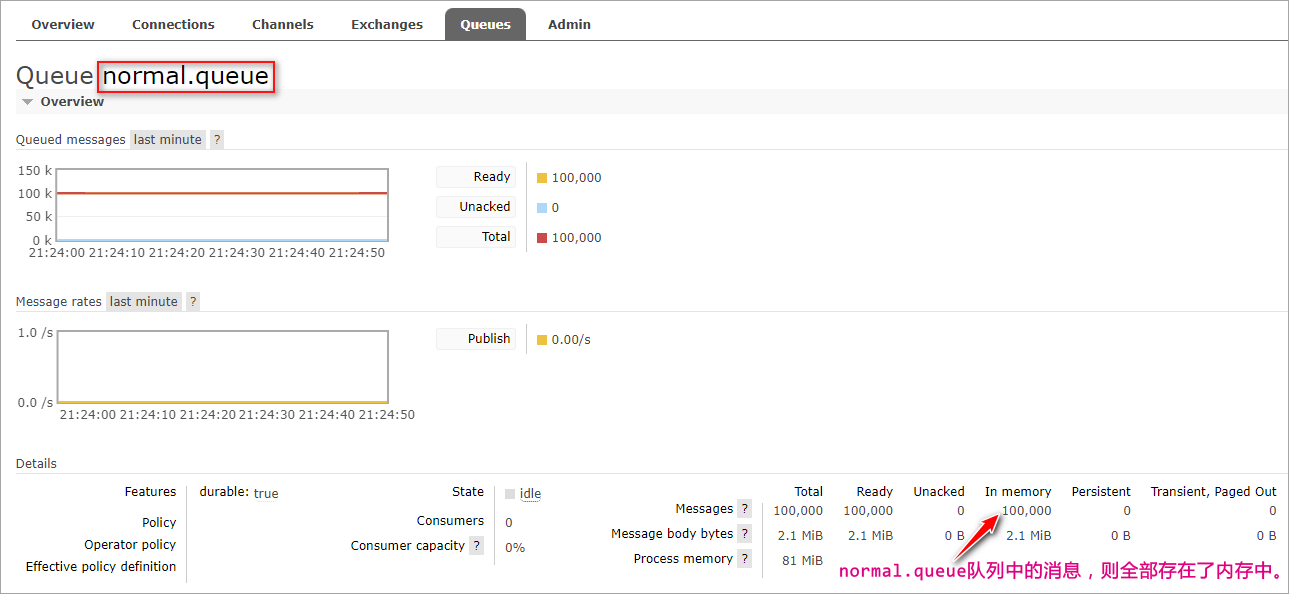 Overview Connections Channels Exchanges Queues Admin
Queue normal.queue
Overview
Queued messages last minute ?
150 k
100 k
50 k
0 k
21:24:00 21:24:10 21:24:20 21:24:30 21:24:40 21:24:50
Ready 100,000
Unacked 0
Total 100,000
Message rates last minute ?
1.0 /s
0.0 /s
21:24:00 21:24:10 21:24:20 21:24:30 21:24:40 21:24:50
Publish 0.00/s
Details
Features durable: true
Policy
Operator policy
Effective policy definition
State idle
Consumers 0
Consumer capacity ? 0%
Total Ready Unacked In memory Persistent Transient, Paged Out
Messages ? 100,000 100,000 0 100,000 0 0
Message body bytes ? 2.1 MiB 2.1 MiB 0 B 2.1 MiB 0 B 0 B
Process memory ? 81 MiB
normal.queue队列中的消息，则全部存在了内存中。